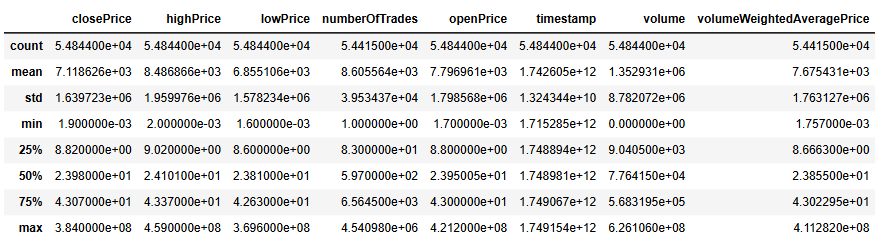 closePrice highPrice lowPrice numberOfTrades openPrice timestamp volume volumeWeightedAveragePrice
count 5.484400e+04 5.484400e+04 5.484400e+04 5.441500e+04 5.484400e+04 5.484400e+04 5.484400e+04 5.441500e+04
mean 7.118626e+03 8.486866e+03 6.855106e+03 8.605564e+03 7.796961e+03 1.742605e+12 1.352931e+06 7.675431e+03
std 1.639723e+06 1.959976e+06 1.578234e+06 3.953437e+04 1.798568e+06 1.324344e+10 8.782072e+06 1.763127e+06
min 1.900000e-03 2.000000e-03 1.600000e-03 1.000000e+00 1.700000e-03 1.715285e+12 0.000000e+00 1.757000e-03
25% 8.820000e+00 9.020000e+00 8.600000e+00 8.300000e+01 8.800000e+00 1.748894e+12 9.040500e+03 8.666300e+00
50% 2.398000e+01 2.410100e+01 2.381000e+01 5.970000e+02 2.395005e+01 1.748981e+12 7.764150e+04 2.385500e+01
75% 4.307000e+01 4.337000e+01 4.263000e+01 6.564500e+03 4.300000e+01 1.749067e+12 5.683195e+05 4.302295e+01
max 3.840000e+08 4.590000e+08 3.696000e+08 4.540980e+06 4.212000e+08 1.749154e+12 6.261060e+08 4.112820e+08